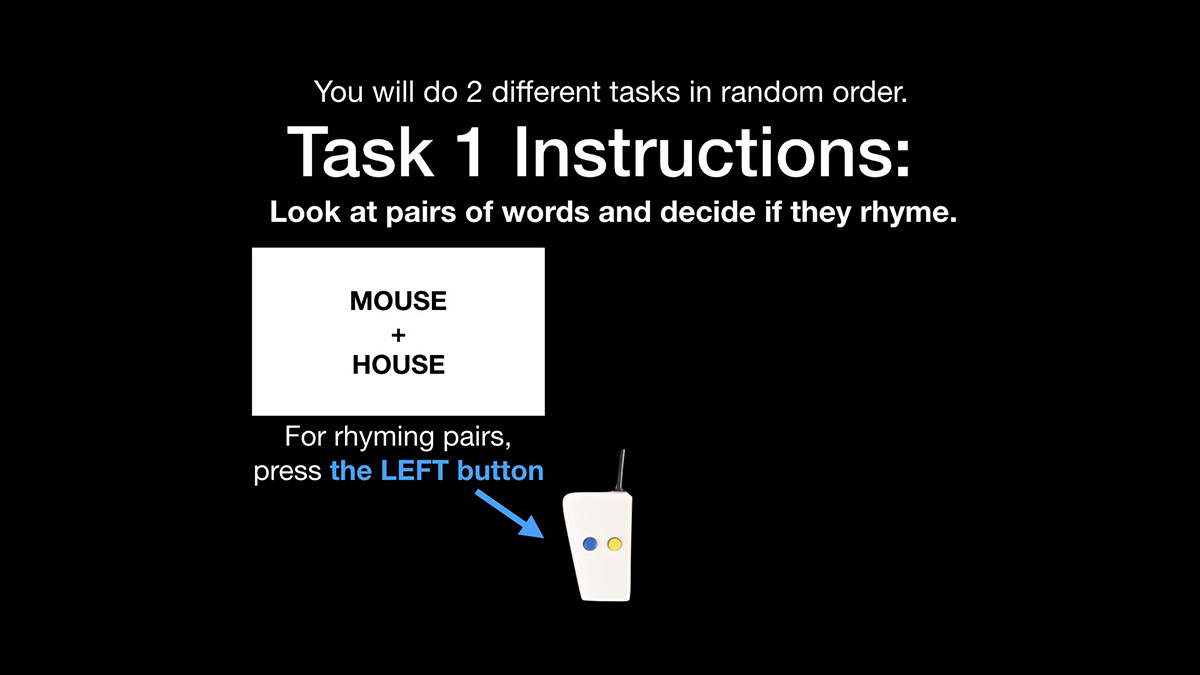 You will do 2 different tasks in random order.
Task 1 Instructions:
Look at pairs of words and decide if they rhyme.
MOUSE
+
HOUSE
For rhyming pairs,
press the LEFT button